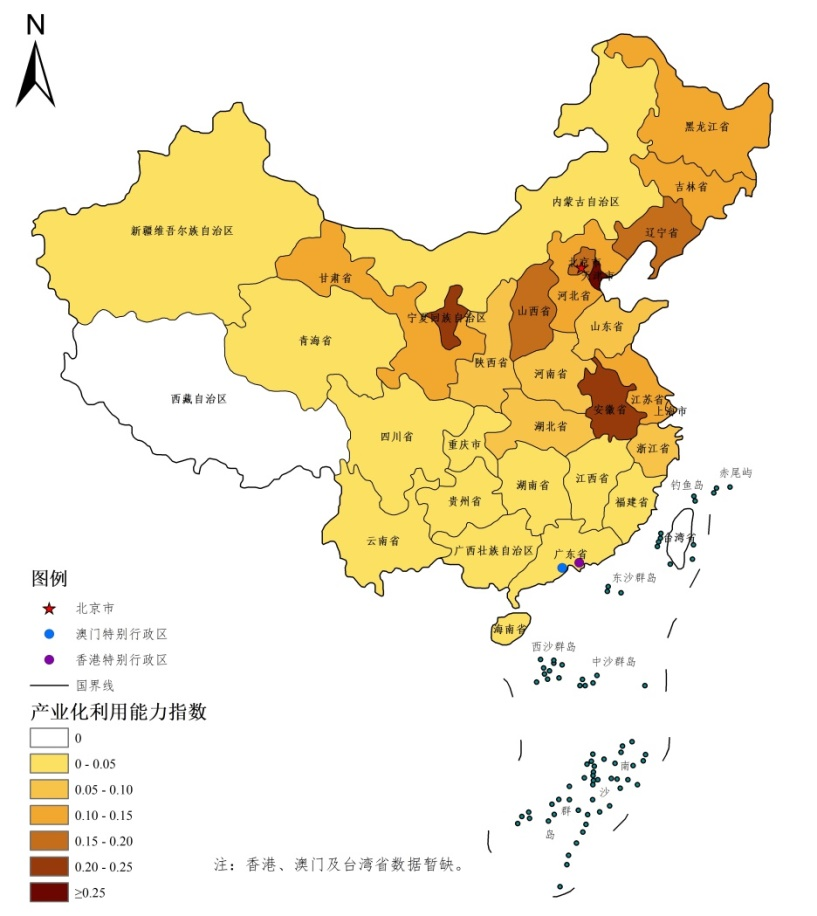 N
黑龙江省
吉林省
内蒙古自治区
新疆维吾尔族自治区
辽宁省
北京市
天津市
甘肃省
河北省
山西省
宁夏回族自治区
山东省
青海省
陕西省
河南省
西藏自治区
江苏省
安徽省
上海市
湖北省
四川省
重庆市
浙江省
赤尾屿
钓鱼岛
湖南省
江西省
贵州省
福建省
云南省
台湾省
广西壮族自治区
广东省
东沙群岛
海南省
西沙群岛
中沙群岛
南
沙
群
岛
图例
北京市
澳门特别行政区
香港特别行政区
国界线
产业化利用能力指数
0
0 - 0.05
0.05 - 0.10
0.10 - 0.15
0.15 - 0.20
0.20 - 0.25
≥0.25
注：香港、澳门及台湾省数据暂缺。